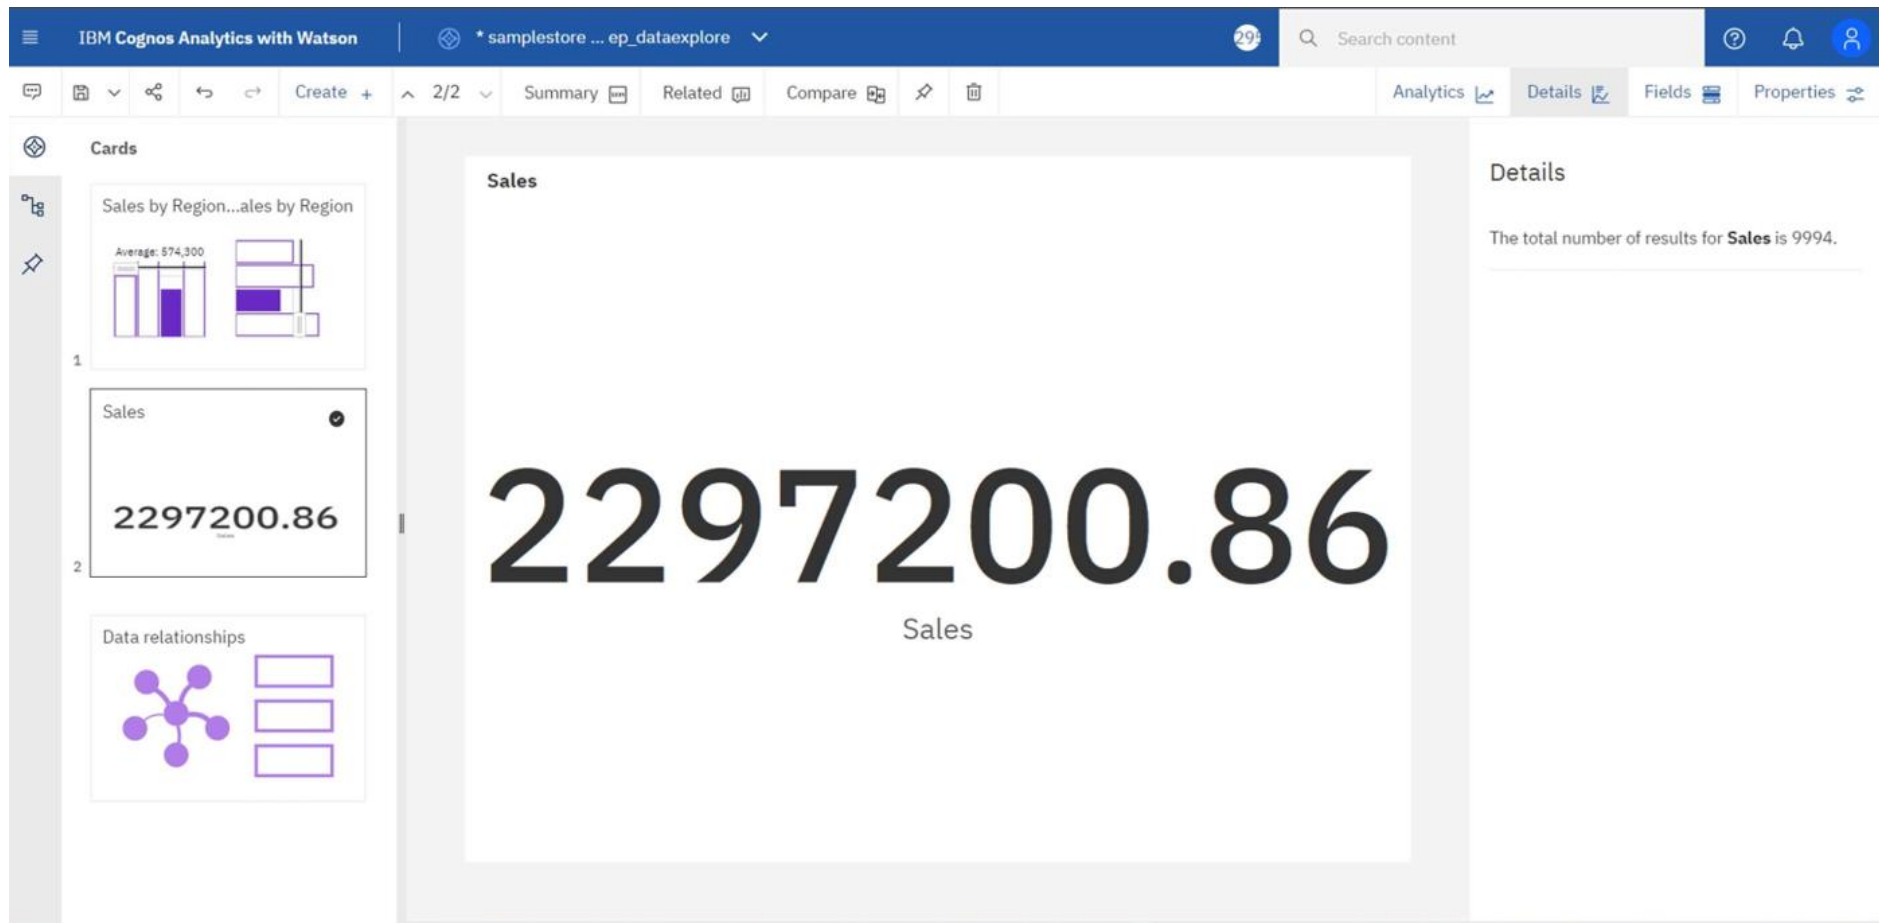 IBM Cognos Analytics with Watson
* samplestore ... ep_dataexplore
295
Search content
Create +
2/2
Summary
Related
Compare
Analytics
Details
Fields
Properties
Cards
Sales by Region...ales by Region
Average: 574,300
1
Sales
2297200.86
Sales
2
Data relationships
Sales
2297200.86
Sales
Details
The total number of results for Sales is 9994.